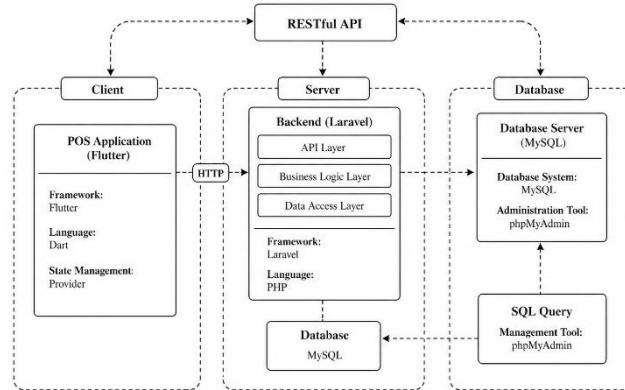 RESTful API
Client
POS Application
(Flutter)
Framework:
Flutter
Language:
Dart
State Management:
Provider
HTTP
Server
Backend (Laravel)
API Layer
Business Logic Layer
Data Access Layer
Framework:
Laravel
Language:
PHP
Database
MySQL
Database
Database Server
(MySQL)
Database System:
MySQL
Administration Tool:
phpMyAdmin
SQL Query
Management Tool:
phpMyAdmin